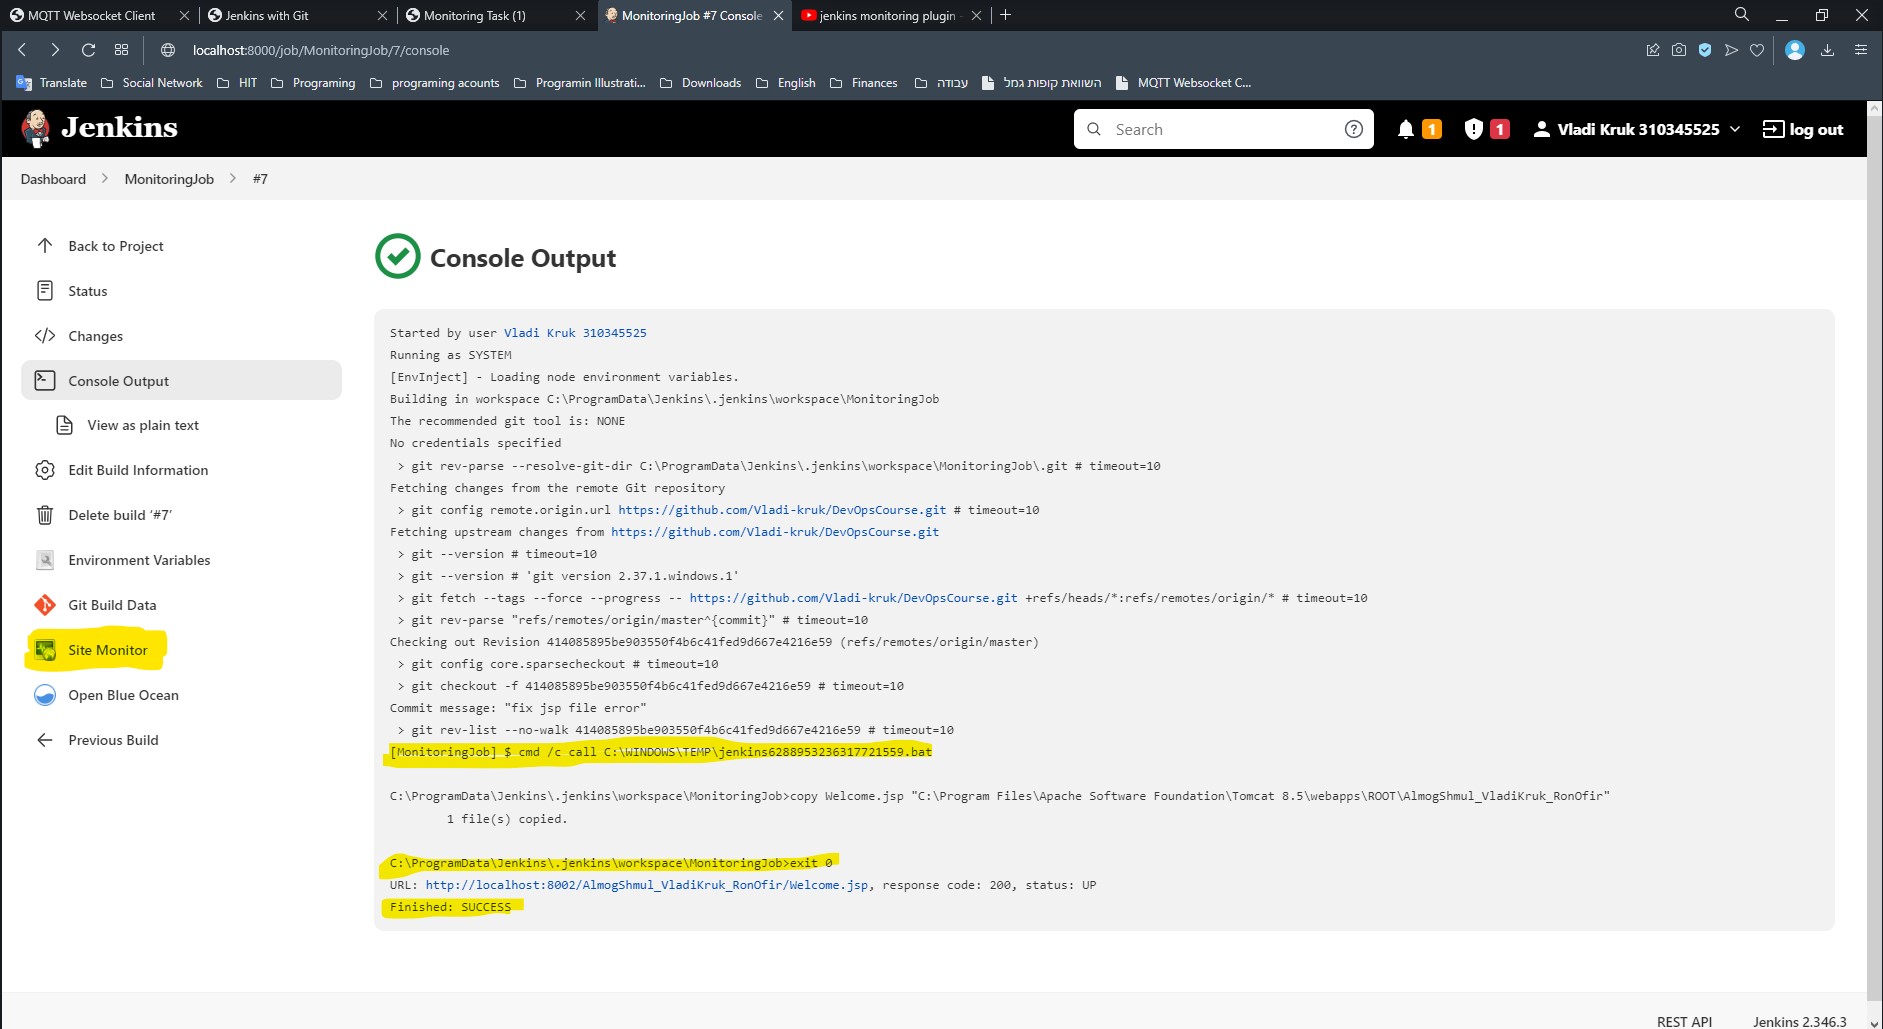 MQTT Websocket Client
Jenkins with Git
Monitoring Task (1)
MonitoringJob #7 Console
jenkins monitoring plugin -
localhost:8000/job/MonitoringJob/7/console
Translate
Social Network
HIT
Programing
programing acounts
Programin Illustrati...
Downloads
English
Finances
עבודה
השוואת קופות גמל
MQTT Websocket C...
Jenkins
Search
1
1
Vladi Kruk 310345525
log out
Dashboard
MonitoringJob
#7
Back to Project
Status
Changes
Console Output
View as plain text
Edit Build Information
Delete build ‘#7’
Environment Variables
Git Build Data
Site Monitor
Open Blue Ocean
Previous Build
Console Output
Started by user Vladi Kruk 310345525
Running as SYSTEM
[EnvInject] - Loading node environment variables.
Building in workspace C:\ProgramData\Jenkins\.jenkins\workspace\MonitoringJob
The recommended git tool is: NONE
No credentials specified
> git rev-parse --resolve-git-dir C:\ProgramData\Jenkins\.jenkins\workspace\MonitoringJob\.git # timeout=10
Fetching changes from the remote Git repository
> git config remote.origin.url https://github.com/Vladi-kruk/DevOpsCourse.git # timeout=10
Fetching upstream changes from https://github.com/Vladi-kruk/DevOpsCourse.git
> git --version # timeout=10
> git --version # 'git version 2.37.1.windows.1'
> git fetch --tags --force --progress -- https://github.com/Vladi-kruk/DevOpsCourse.git +refs/heads/*:refs/remotes/origin/* # timeout=10
> git rev-parse "refs/remotes/origin/master^{commit}" # timeout=10
Checking out Revision 414085895be903550f4b6c41fed9d667e4216e59 (refs/remotes/origin/master)
> git config core.sparsecheckout # timeout=10
> git checkout -f 414085895be903550f4b6c41fed9d667e4216e59 # timeout=10
Commit message: "fix jsp file error"
> git rev-list --no-walk 414085895be903550f4b6c41fed9d667e4216e59 # timeout=10
[MonitoringJob] $ cmd /c call C:\WINDOWS\TEMP\jenkins6288953236317721559.bat
C:\ProgramData\Jenkins\.jenkins\workspace\MonitoringJob>copy Welcome.jsp "C:\Program Files\Apache Software Foundation\Tomcat 8.5\webapps\ROOT\AlmogShmul_VladiKruk_RonOfir"
1 file(s) copied.
C:\ProgramData\Jenkins\.jenkins\workspace\MonitoringJob>exit 0
URL: http://localhost:8002/AlmogShmul_VladiKruk_RonOfir/Welcome.jsp, response code: 200, status: UP
Finished: SUCCESS
REST API
Jenkins 2.346.3